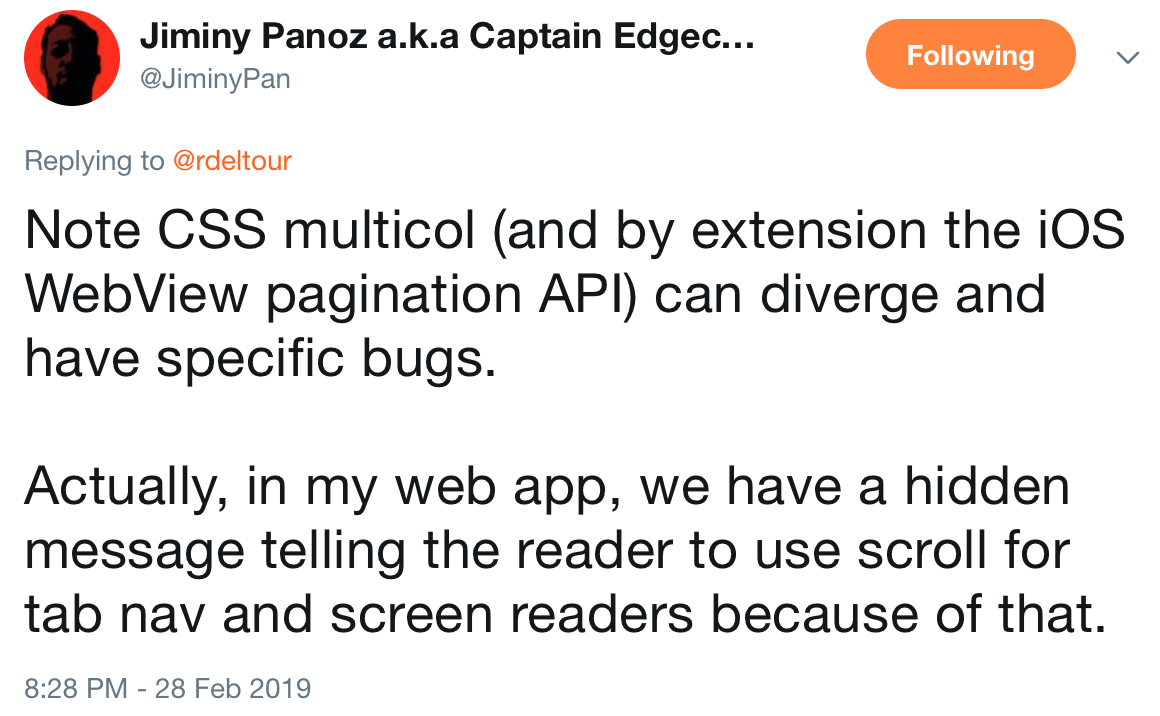 Jiminy Panoz a.k.a Captain Edgec...
@JiminyPan
Following
Replying to @rdeltour
Note CSS multicol (and by extension the iOS
WebView pagination API) can diverge and
have specific bugs.
Actually, in my web app, we have a hidden
message telling the reader to use scroll for
tab nav and screen readers because of that.
8:28 PM - 28 Feb 2019